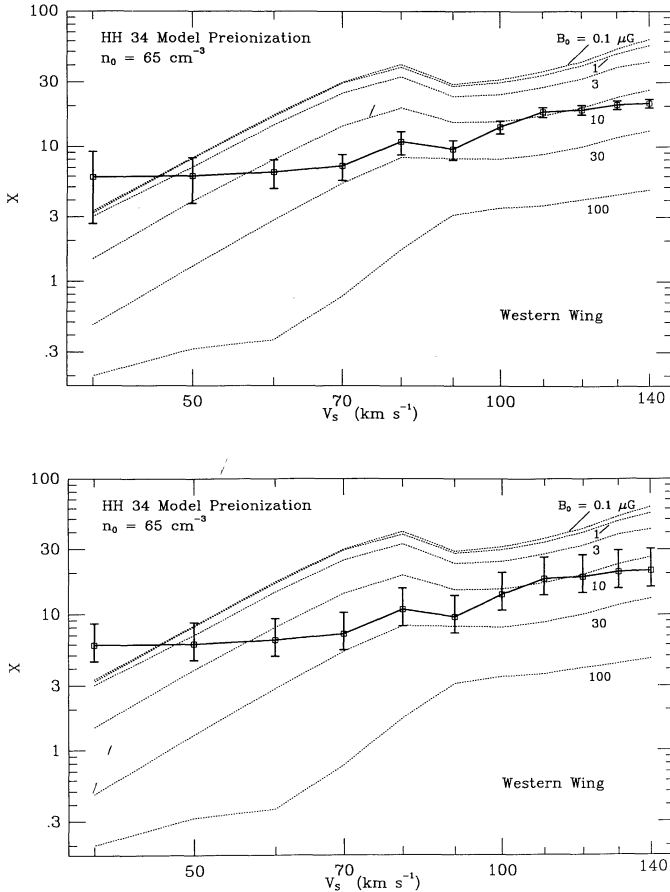 100
HH 34 Model Preionization
n₀ = 65 cm⁻³
B₀ = 0.1 μG
1
3
10
30
100
30
10
X
3
1
.3
Western Wing
50
70
100
140
Vₛ (km s⁻¹)
100
HH 34 Model Preionization
n₀ = 65 cm⁻³
B₀ = 0.1 μG
1
3
10
30
100
30
10
X
3
1
.3
Western Wing
50
70
100
140
Vₛ (km s⁻¹)